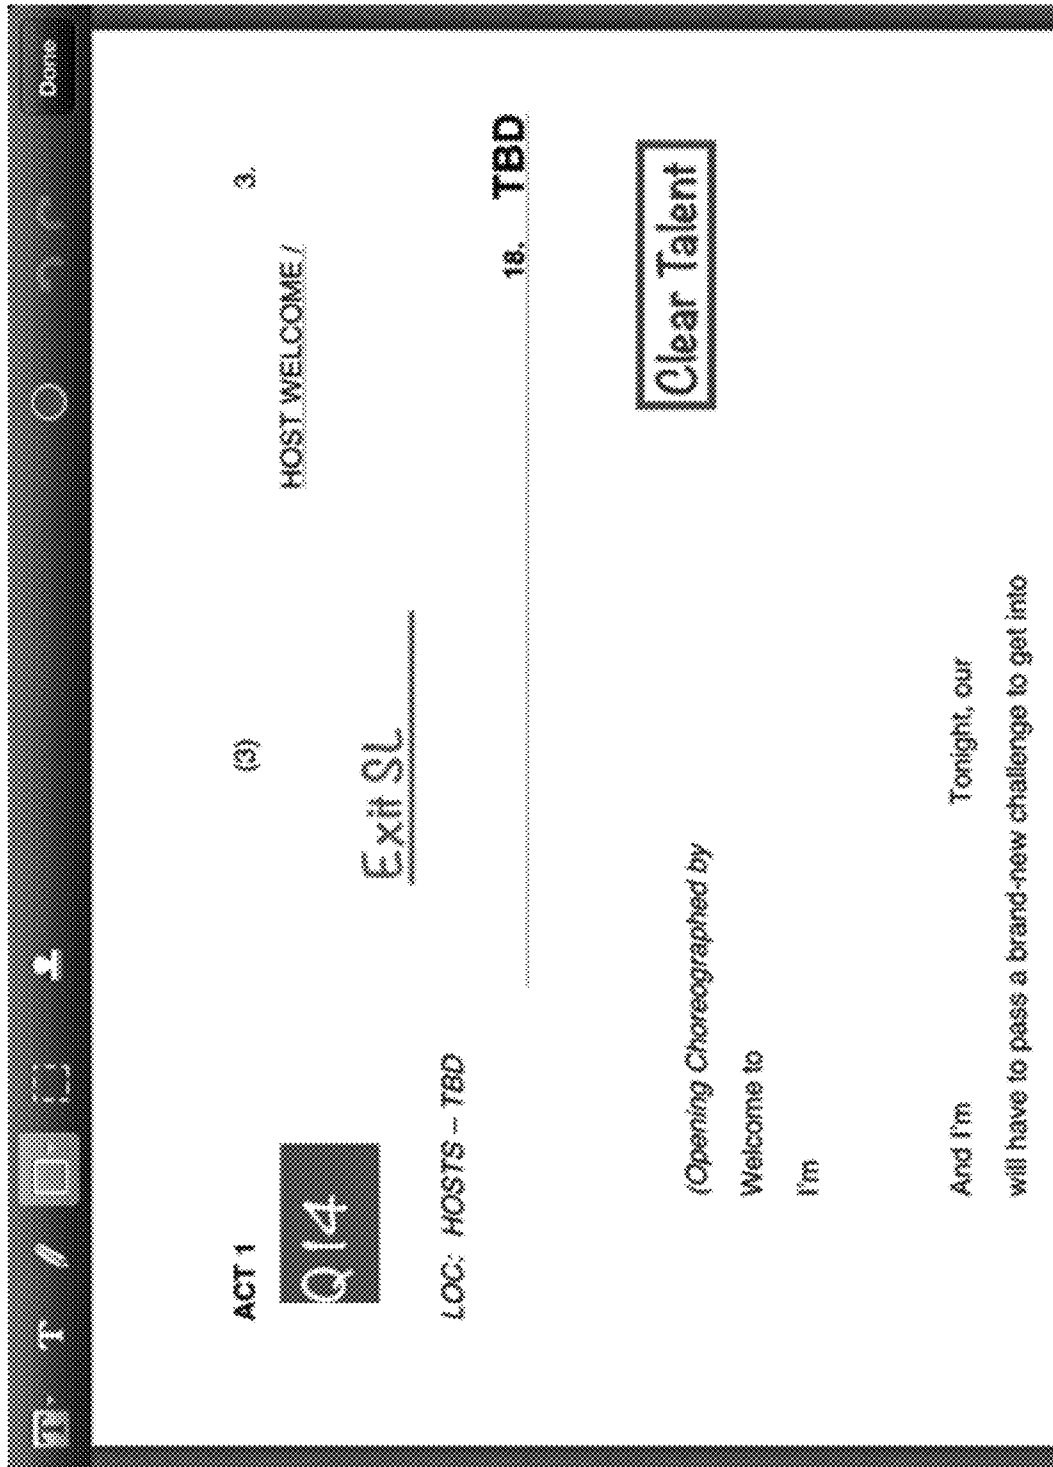 T Done
ACT 1 (3) 3.
HOST WELCOME /
Q14
Exit SL
LOC: HOSTS – TBD
18. TBD
Clear Talent
(Opening Choreographed by
Welcome to
I'm
And I'm Tonight, our
will have to pass a brand-new challenge to get into